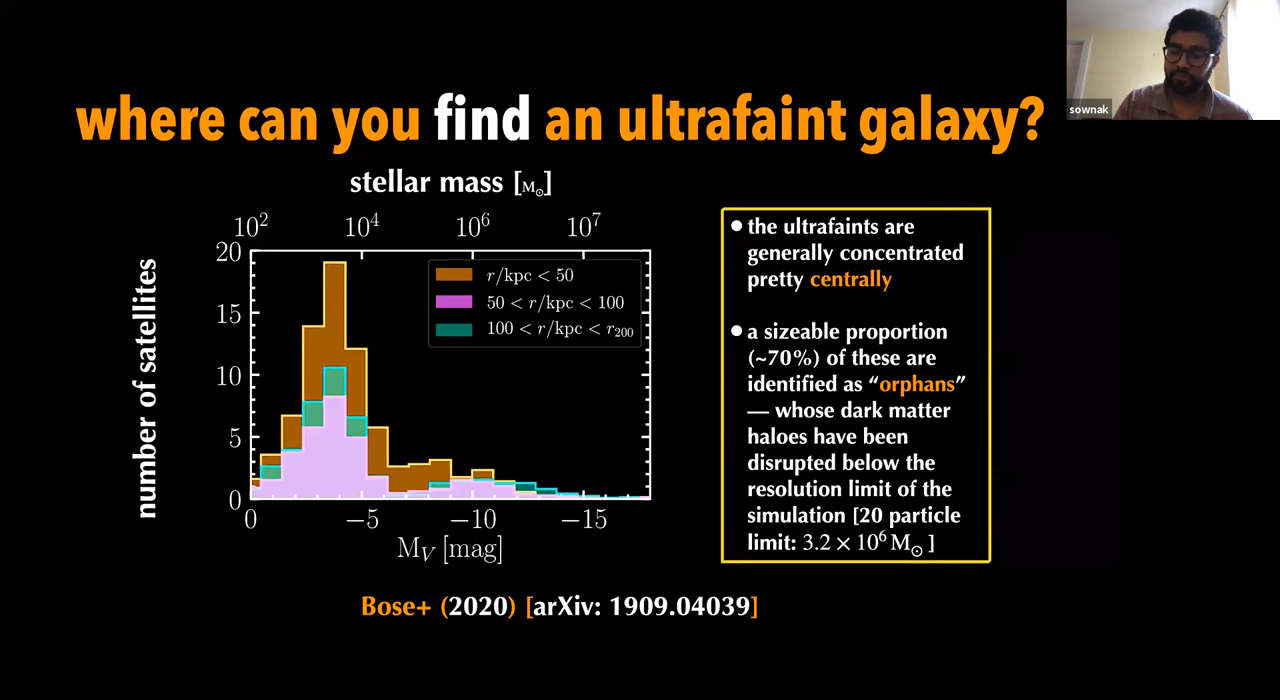 sownak
where can you find an ultrafaint galaxy?
stellar mass [M⊙]
10² 10⁴ 10⁶ 10⁷
20
15
10
5
0
number of satellites
r/kpc < 50
50 < r/kpc < 100
100 < r/kpc < r₂₀₀
0 −5 −10 −15
M_V [mag]
• the ultrafaints are
generally concentrated
pretty centrally
• a sizeable proportion
(~70%) of these are
identified as “orphans”
— whose dark matter
haloes have been
disrupted below the
resolution limit of the
simulation [20 particle
limit: 3.2 × 10⁶ M⊙ ]
Bose+ (2020) [arXiv: 1909.04039]